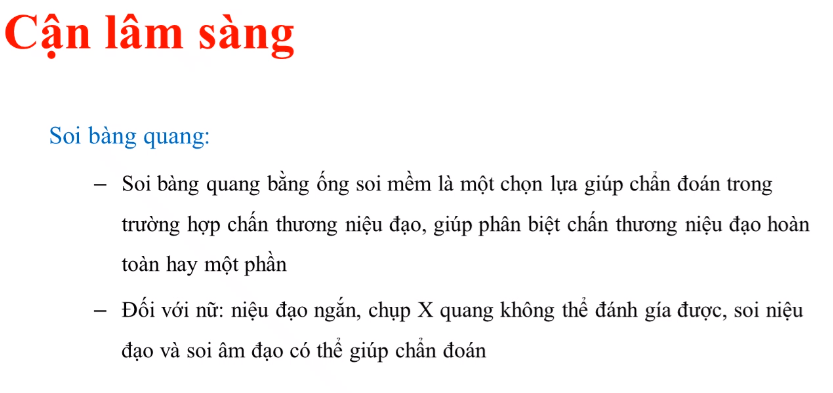 Cận lâm sàng
Soi bàng quang:
– Soi bàng quang bằng ống soi mềm là một chọn lựa giúp chẩn đoán trong
trường hợp chấn thương niệu đạo, giúp phân biệt chấn thương niệu đạo hoàn
toàn hay một phần
– Đối với nữ: niệu đạo ngắn, chụp X quang không thể đánh gía được, soi niệu
đạo và soi âm đạo có thể giúp chẩn đoán